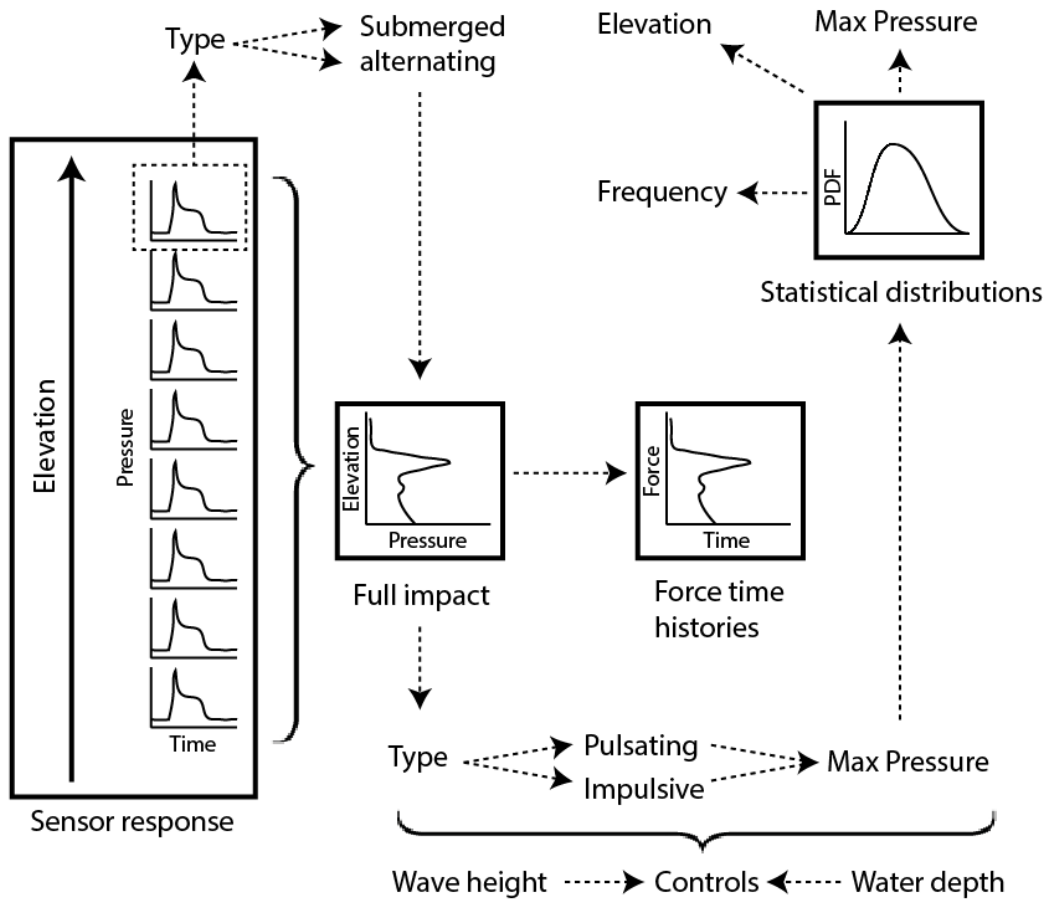 Type
Submerged
alternating
Elevation
Max Pressure
Frequency
PDF
Statistical distributions
Elevation
Pressure
Time
Sensor response
Elevation
Pressure
Full impact
Force
Time
Force time
histories
Type
Pulsating
Impulsive
Max Pressure
Wave height
Controls
Water depth